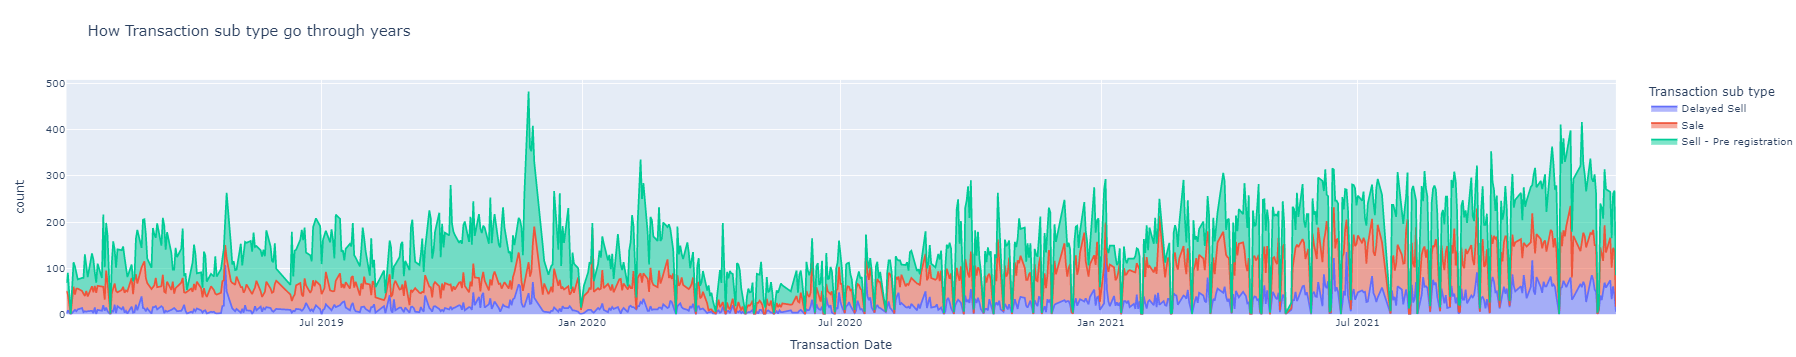 How Transaction sub type go through years
500
400
300
200
100
0
count
Jul 2019
Jan 2020
Jul 2020
Jan 2021
Jul 2021
Transaction Date
Transaction sub type
Delayed Sell
Sale
Sell - Pre registration